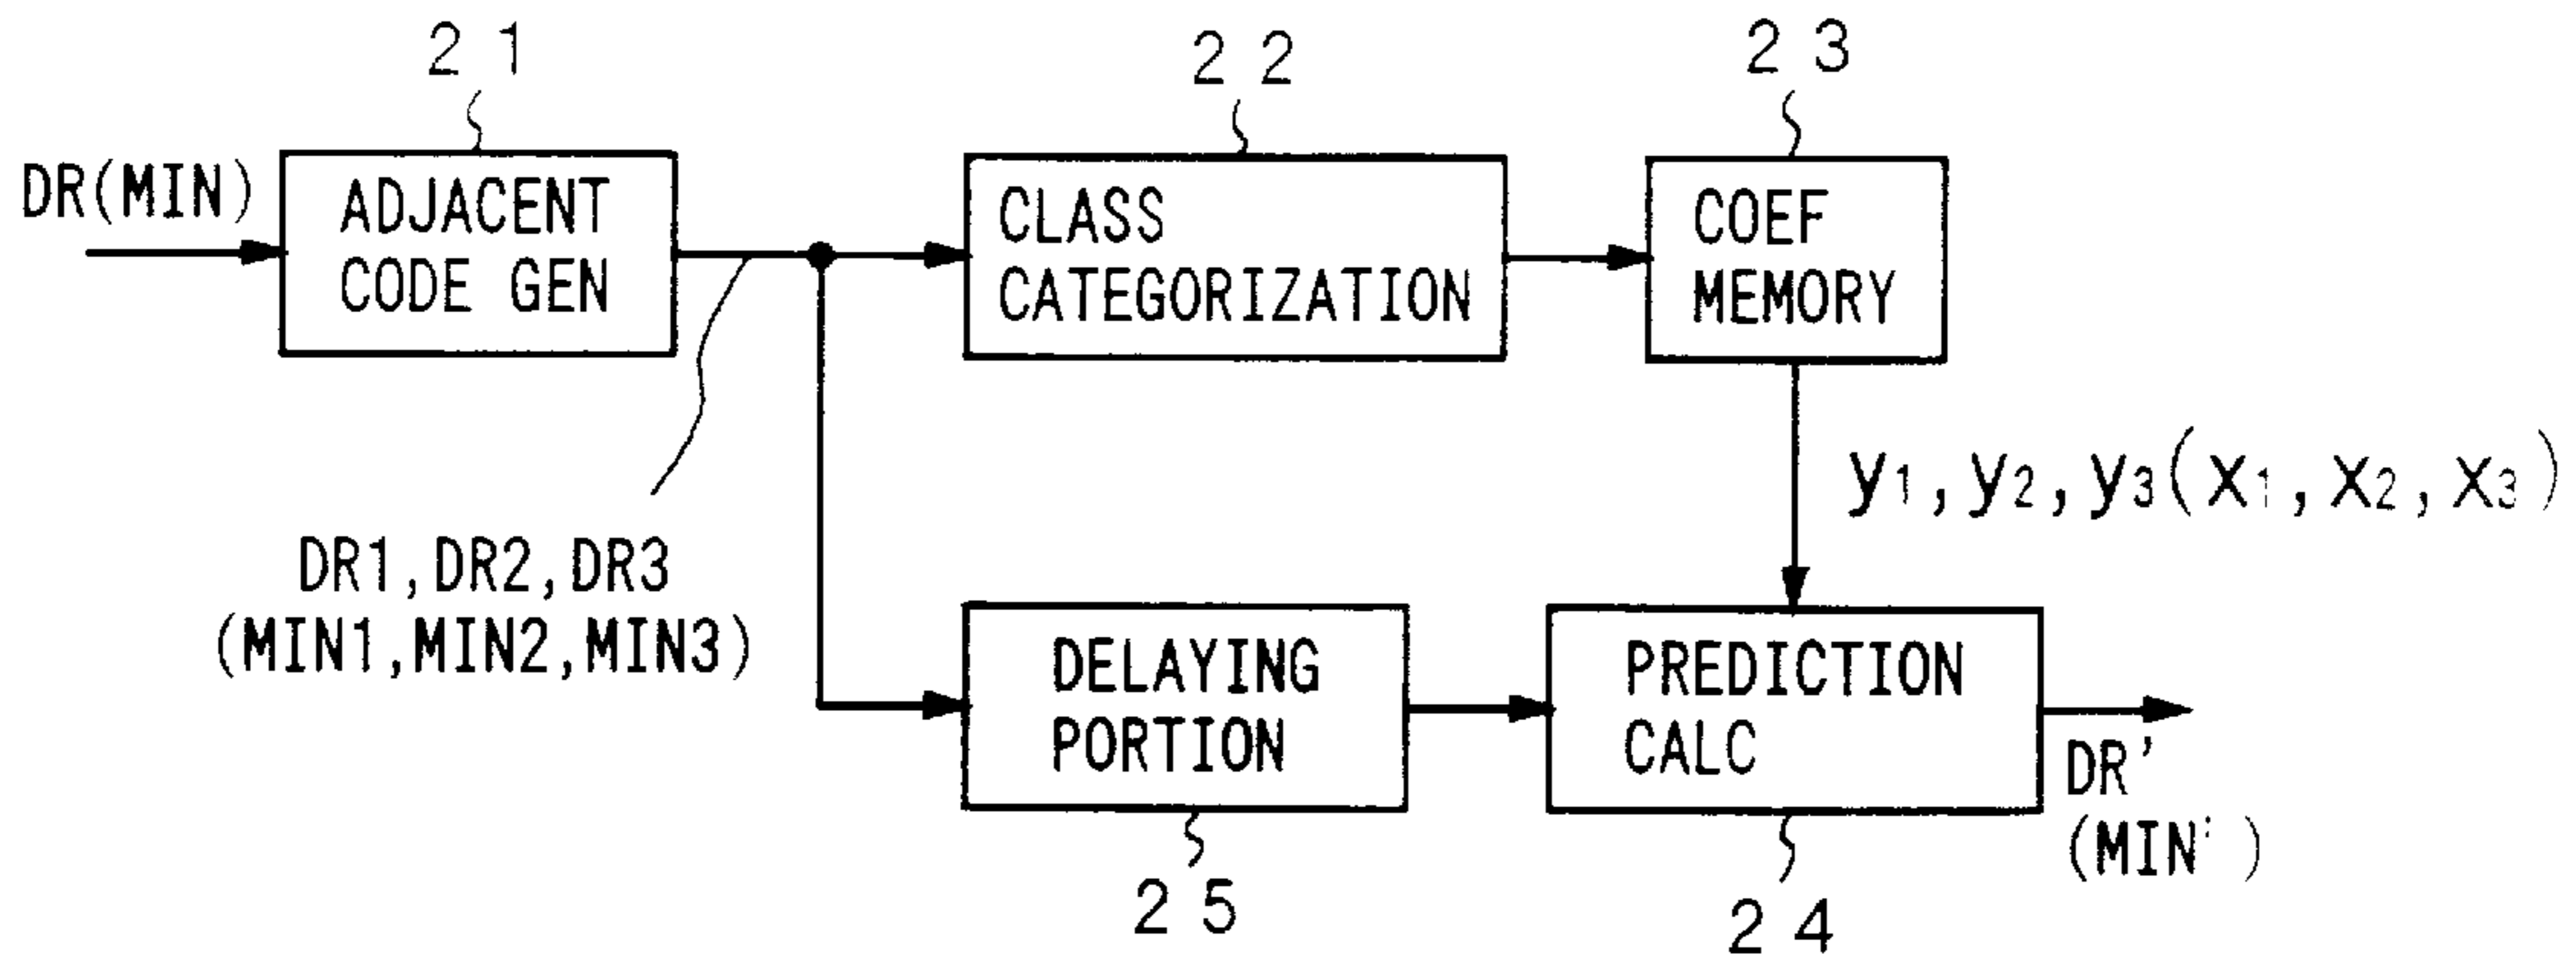 21
22
23
DR(MIN)
ADJACENT
CODE GEN
CLASS
CATEGORIZATION
COEF
MEMORY
y1,y2,y3(x1,x2,x3)
DR1,DR2,DR3
(MIN1,MIN2,MIN3)
DELAYING
PORTION
PREDICTION
CALC
DR'
(MIN')
25
24